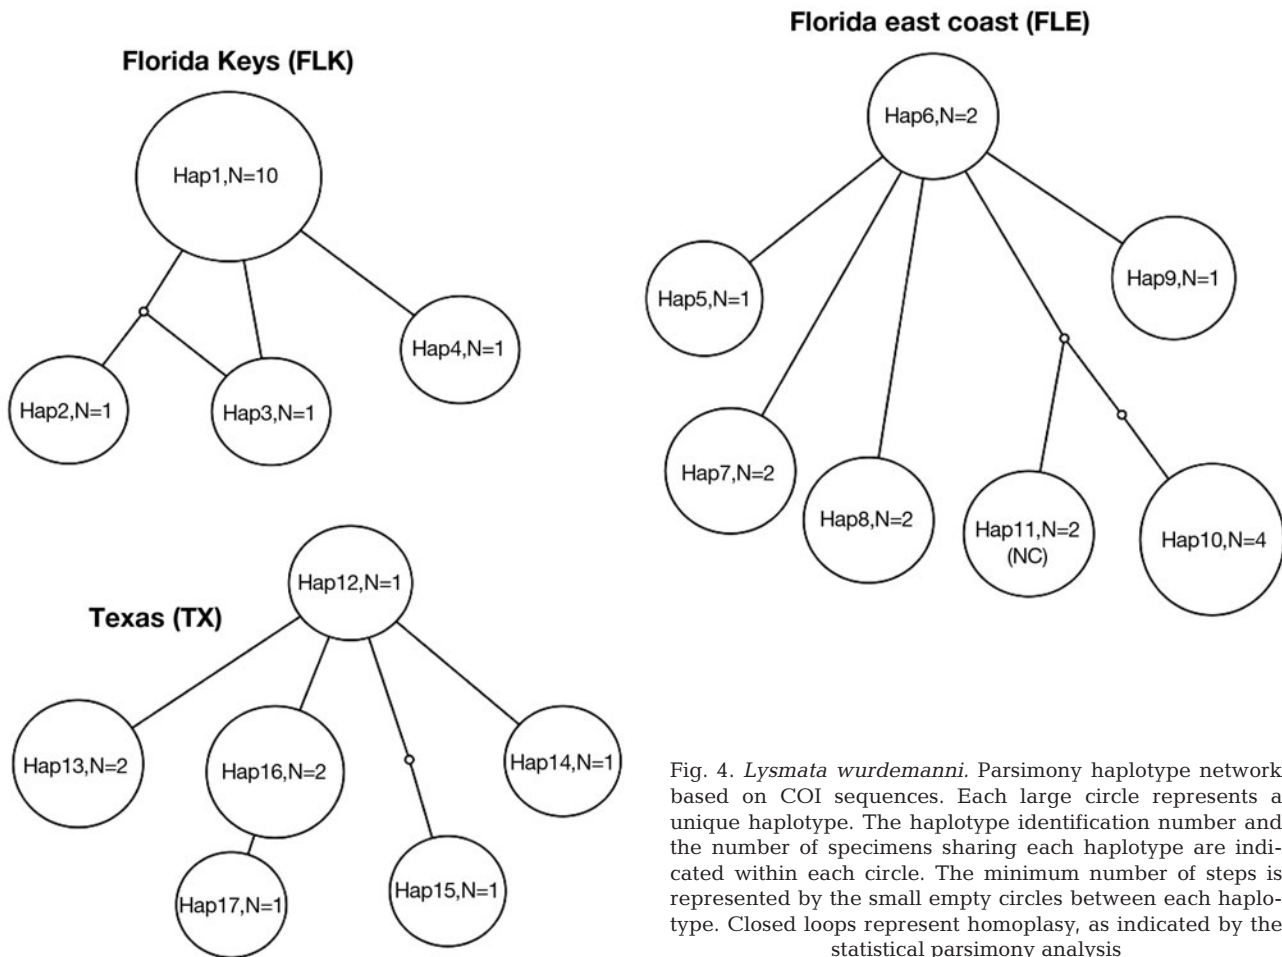 Florida Keys (FLK)
Hap1,N=10
Hap2,N=1
Hap3,N=1
Hap4,N=1
Florida east coast (FLE)
Hap6,N=2
Hap5,N=1
Hap9,N=1
Hap7,N=2
Hap8,N=2
Hap11,N=2
(NC)
Hap10,N=4
Texas (TX)
Hap12,N=1
Hap13,N=2
Hap16,N=2
Hap14,N=1
Hap17,N=1
Hap15,N=1
Fig. 4. Lysmata wurdemanni. Parsimony haplotype network
based on COI sequences. Each large circle represents a
unique haplotype. The haplotype identification number and
the number of specimens sharing each haplotype are indi-
cated within each circle. The minimum number of steps is
represented by the small empty circles between each haplo-
type. Closed loops represent homoplasy, as indicated by the
statistical parsimony analysis